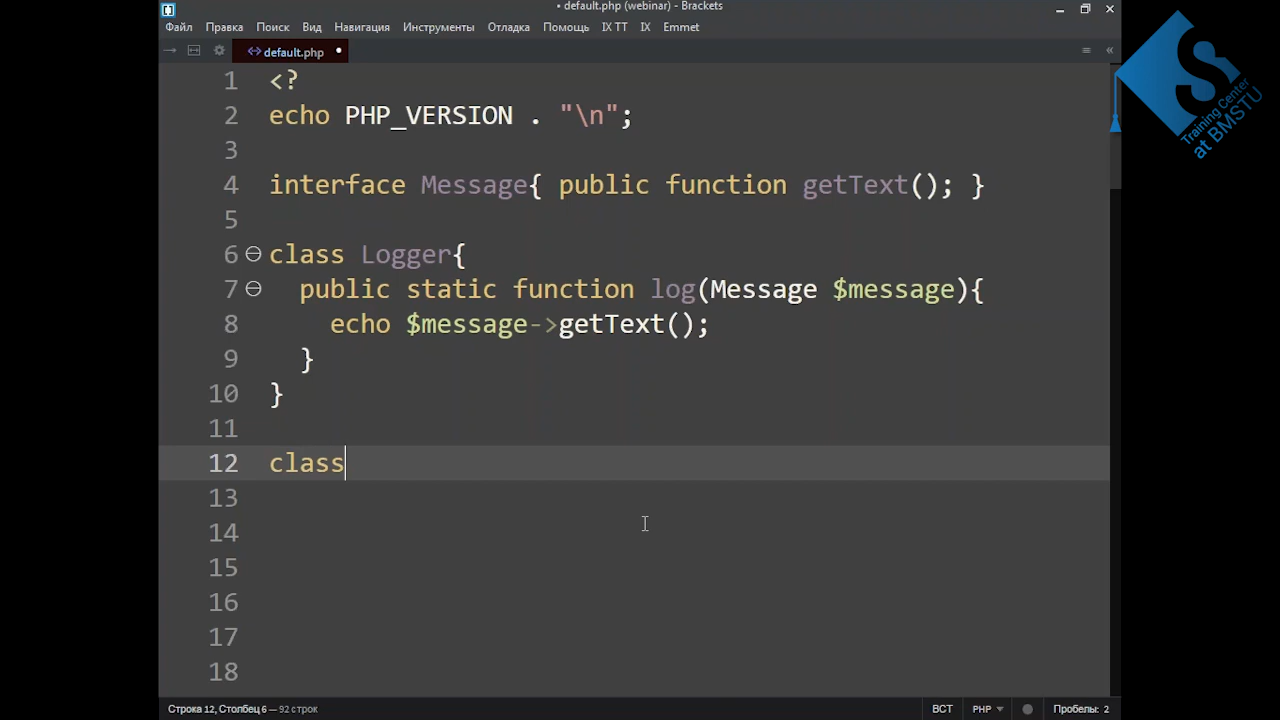 • default.php (webinar) - Brackets
Файл Правка Поиск Вид Навигация Инструменты Отладка Помощь IX TT IX Emmet
default.php •
1 <?
2 echo PHP_VERSION . "\n";
3
4 interface Message{ public function getText(); }
5
6 class Logger{
7 public static function log(Message $message){
8 echo $message->getText();
9 }
10 }
11
12 class
13
14
15
16
17
18
Строка 12, Столбец 6 — 92 строк
ВСТ PHP Пробелы: 2
S
Training Center
at BMSTU